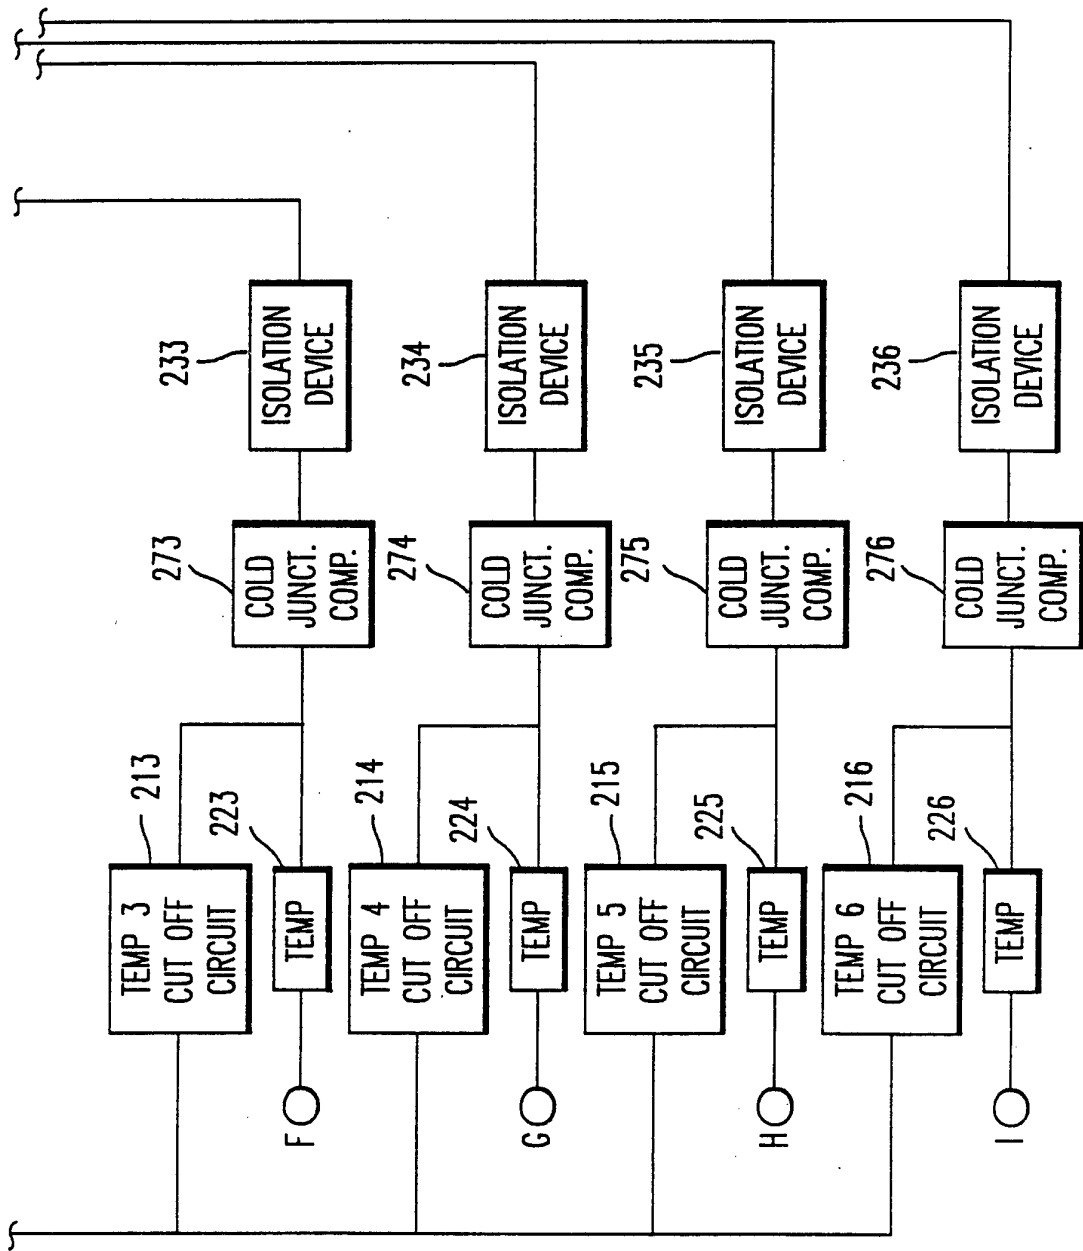 213
TEMP 3
CUT OFF
CIRCUIT
223
TEMP
F
273
COLD
JUNCT.
COMP.
233
ISOLATION
DEVICE
214
TEMP 4
CUT OFF
CIRCUIT
224
TEMP
G
274
COLD
JUNCT.
COMP.
234
ISOLATION
DEVICE
215
TEMP 5
CUT OFF
CIRCUIT
225
TEMP
H
275
COLD
JUNCT.
COMP.
235
ISOLATION
DEVICE
216
TEMP 6
CUT OFF
CIRCUIT
226
TEMP
I
276
COLD
JUNCT.
COMP.
236
ISOLATION
DEVICE